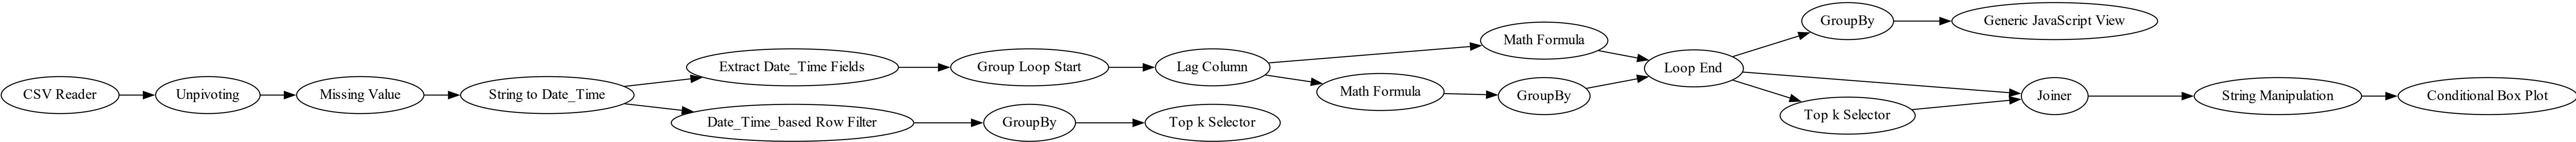 CSV Reader
Unpivoting
Missing Value
String to Date_Time
Extract Date_Time Fields
Group Loop Start
Lag Column
Math Formula
Math Formula
GroupBy
Loop End
GroupBy
Generic JavaScript View
Top k Selector
Joiner
String Manipulation
Conditional Box Plot
Date_Time_based Row Filter
GroupBy
Top k Selector